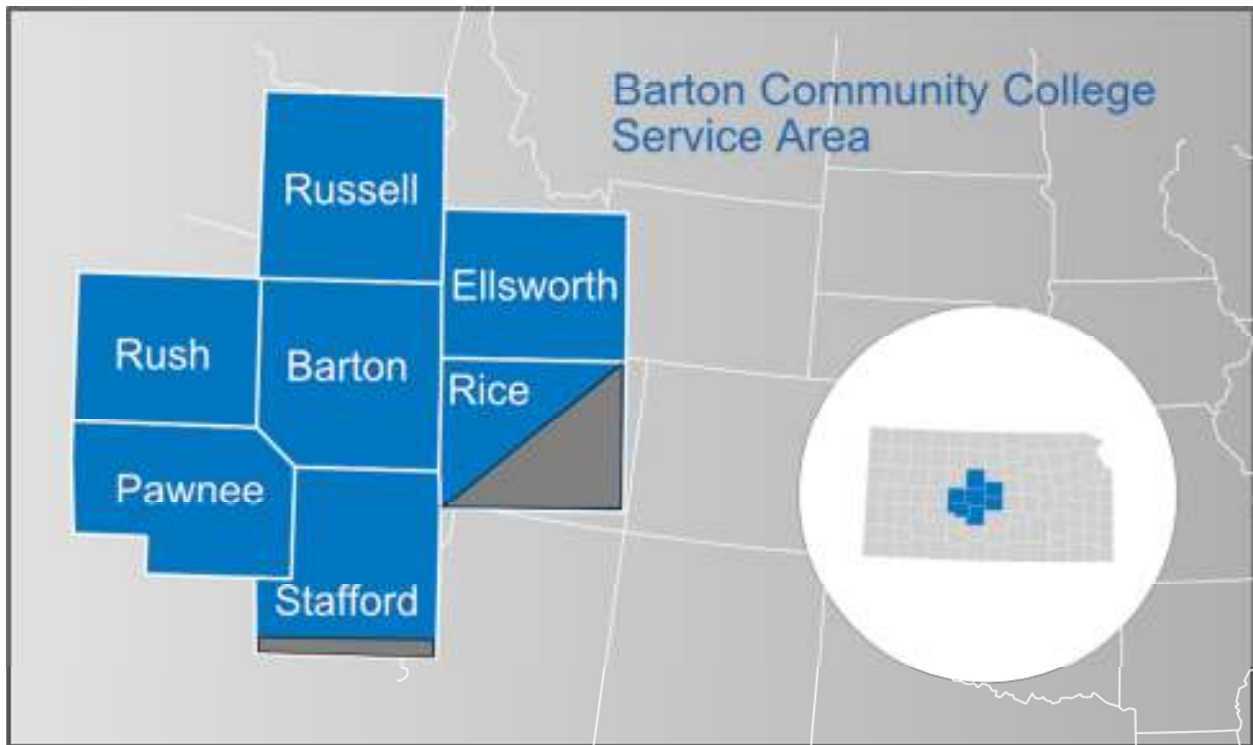 Barton Community College
Service Area
Russell
Ellsworth
Rush
Barton
Rice
Pawnee
Stafford